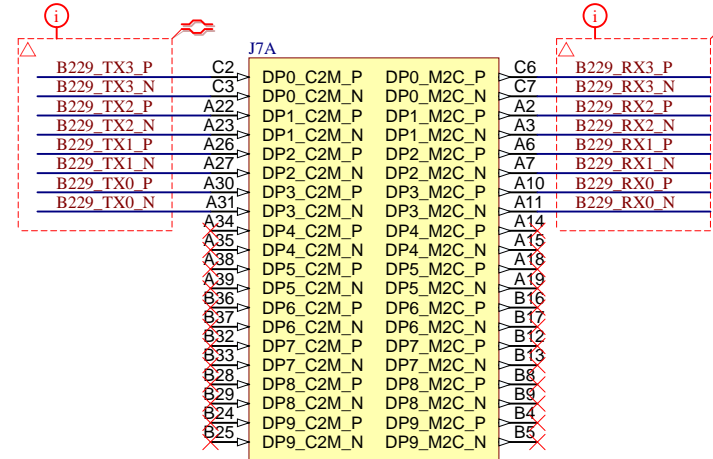 i i
J7A
B229_TX3_P C2 DP0_C2M_P DP0_M2C_P C6 B229_RX3_P
B229_TX3_N C3 DP0_C2M_N DP0_M2C_N C7 B229_RX3_N
B229_TX2_P A22 DP1_C2M_P DP1_M2C_P A2 B229_RX2_P
B229_TX2_N A23 DP1_C2M_N DP1_M2C_N A3 B229_RX2_N
B229_TX1_P A26 DP2_C2M_P DP2_M2C_P A6 B229_RX1_P
B229_TX1_N A27 DP2_C2M_N DP2_M2C_N A7 B229_RX1_N
B229_TX0_P A30 DP3_C2M_P DP3_M2C_P A10 B229_RX0_P
B229_TX0_N A31 DP3_C2M_N DP3_M2C_N A11 B229_RX0_N
A34 DP4_C2M_P DP4_M2C_P A14
A35 DP4_C2M_N DP4_M2C_N A15
A38 DP5_C2M_P DP5_M2C_P A18
A39 DP5_C2M_N DP5_M2C_N A19
B36 DP6_C2M_P DP6_M2C_P B16
B37 DP6_C2M_N DP6_M2C_N B17
B32 DP7_C2M_P DP7_M2C_P B12
B33 DP7_C2M_N DP7_M2C_N B13
B28 DP8_C2M_P DP8_M2C_P B8
B29 DP8_C2M_N DP8_M2C_N B9
B24 DP9_C2M_P DP9_M2C_P B4
B25 DP9_C2M_N DP9_M2C_N B5